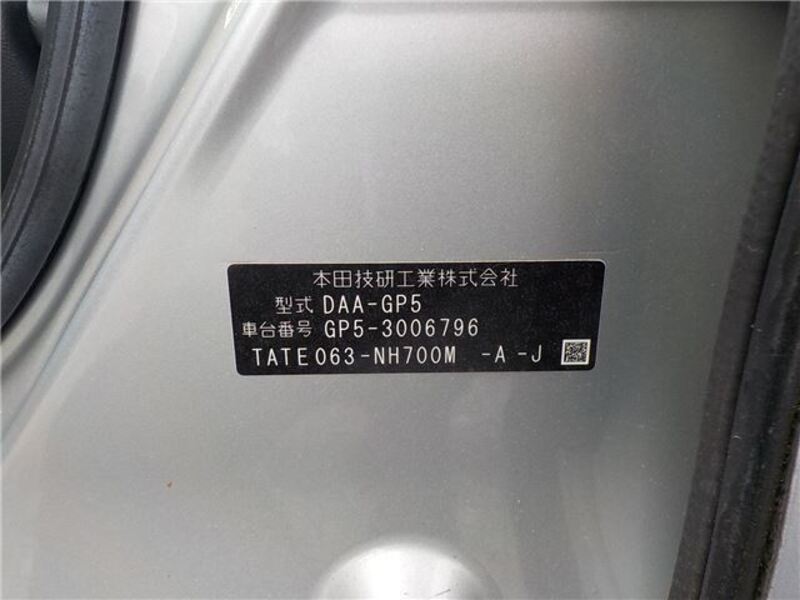 本田技研工業株式会社
型式 DAA-GP5
車台番号 GP5-3006796
TATE063-NH700M -A -J